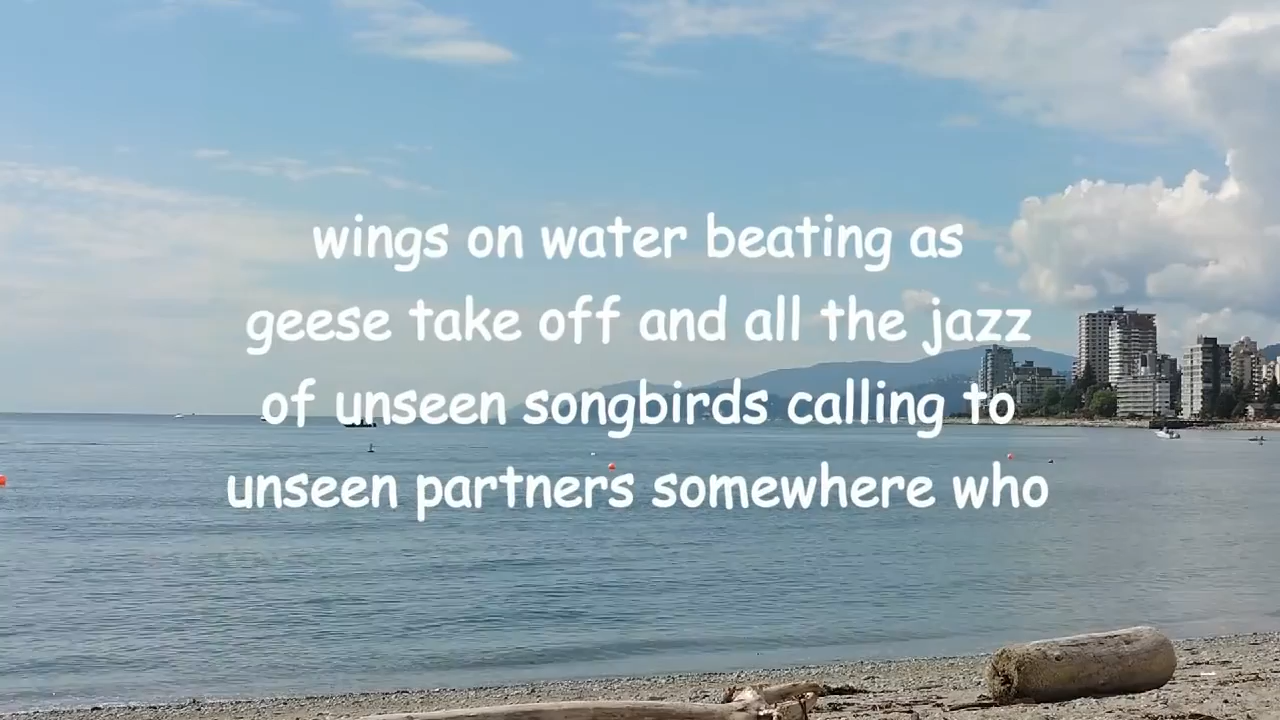 wings on water beating as
geese take off and all the jazz
of unseen songbirds calling to
unseen partners somewhere who